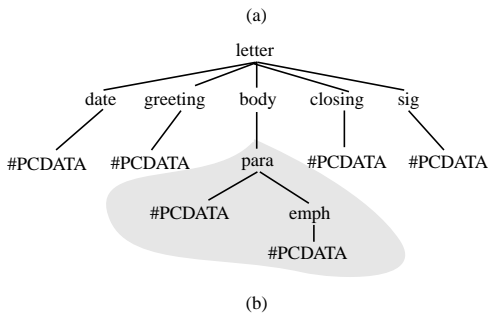 (a)
letter
date greeting body closing sig
#PCDATA #PCDATA para #PCDATA #PCDATA
#PCDATA emph
#PCDATA
(b)